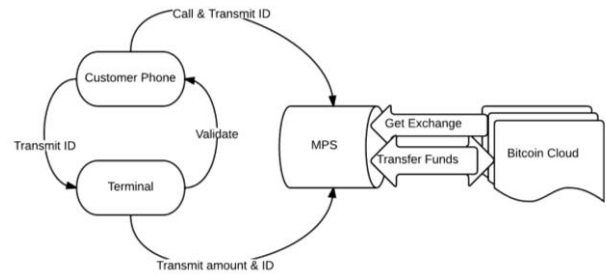 Call & Transmit ID
Customer Phone
Transmit ID
Validate
Terminal
Transmit amount & ID
MPS
Get Exchange
Transfer Funds
Bitcoin Cloud